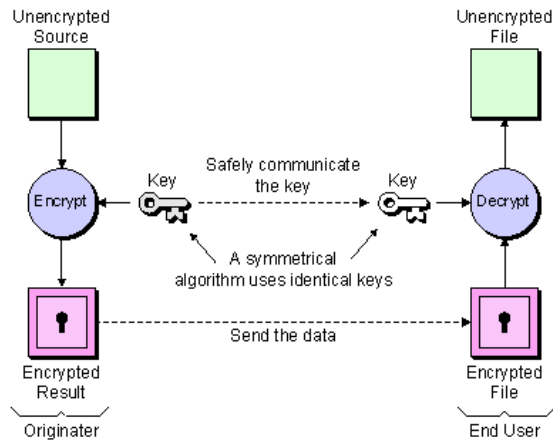 Unencrypted
Source
Unencrypted
File
Encrypt
Key
Safely communicate
the key
Key
Decrypt
A symmetrical
algorithm uses identical keys
Send the data
Encrypted
Result
Encrypted
File
Originater
End User